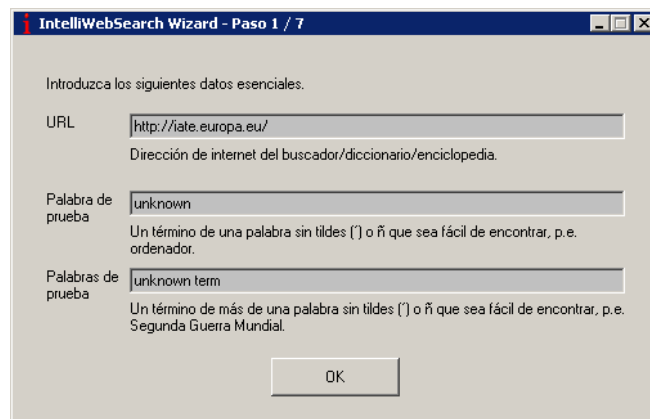 IntelliWebSearch Wizard - Paso 1 / 7
Introduzca los siguientes datos esenciales.
URL
http://iate.europa.eu/
Dirección de internet del buscador/diccionario/enciclopedia.
Palabra de
prueba
unknown
Un término de una palabra sin tildes (´) o ñ que sea fácil de encontrar, p.e.
ordenador.
Palabras de
prueba
unknown term
Un término de más de una palabra sin tildes (´) o ñ que sea fácil de encontrar, p.e.
Segunda Guerra Mundial.
OK